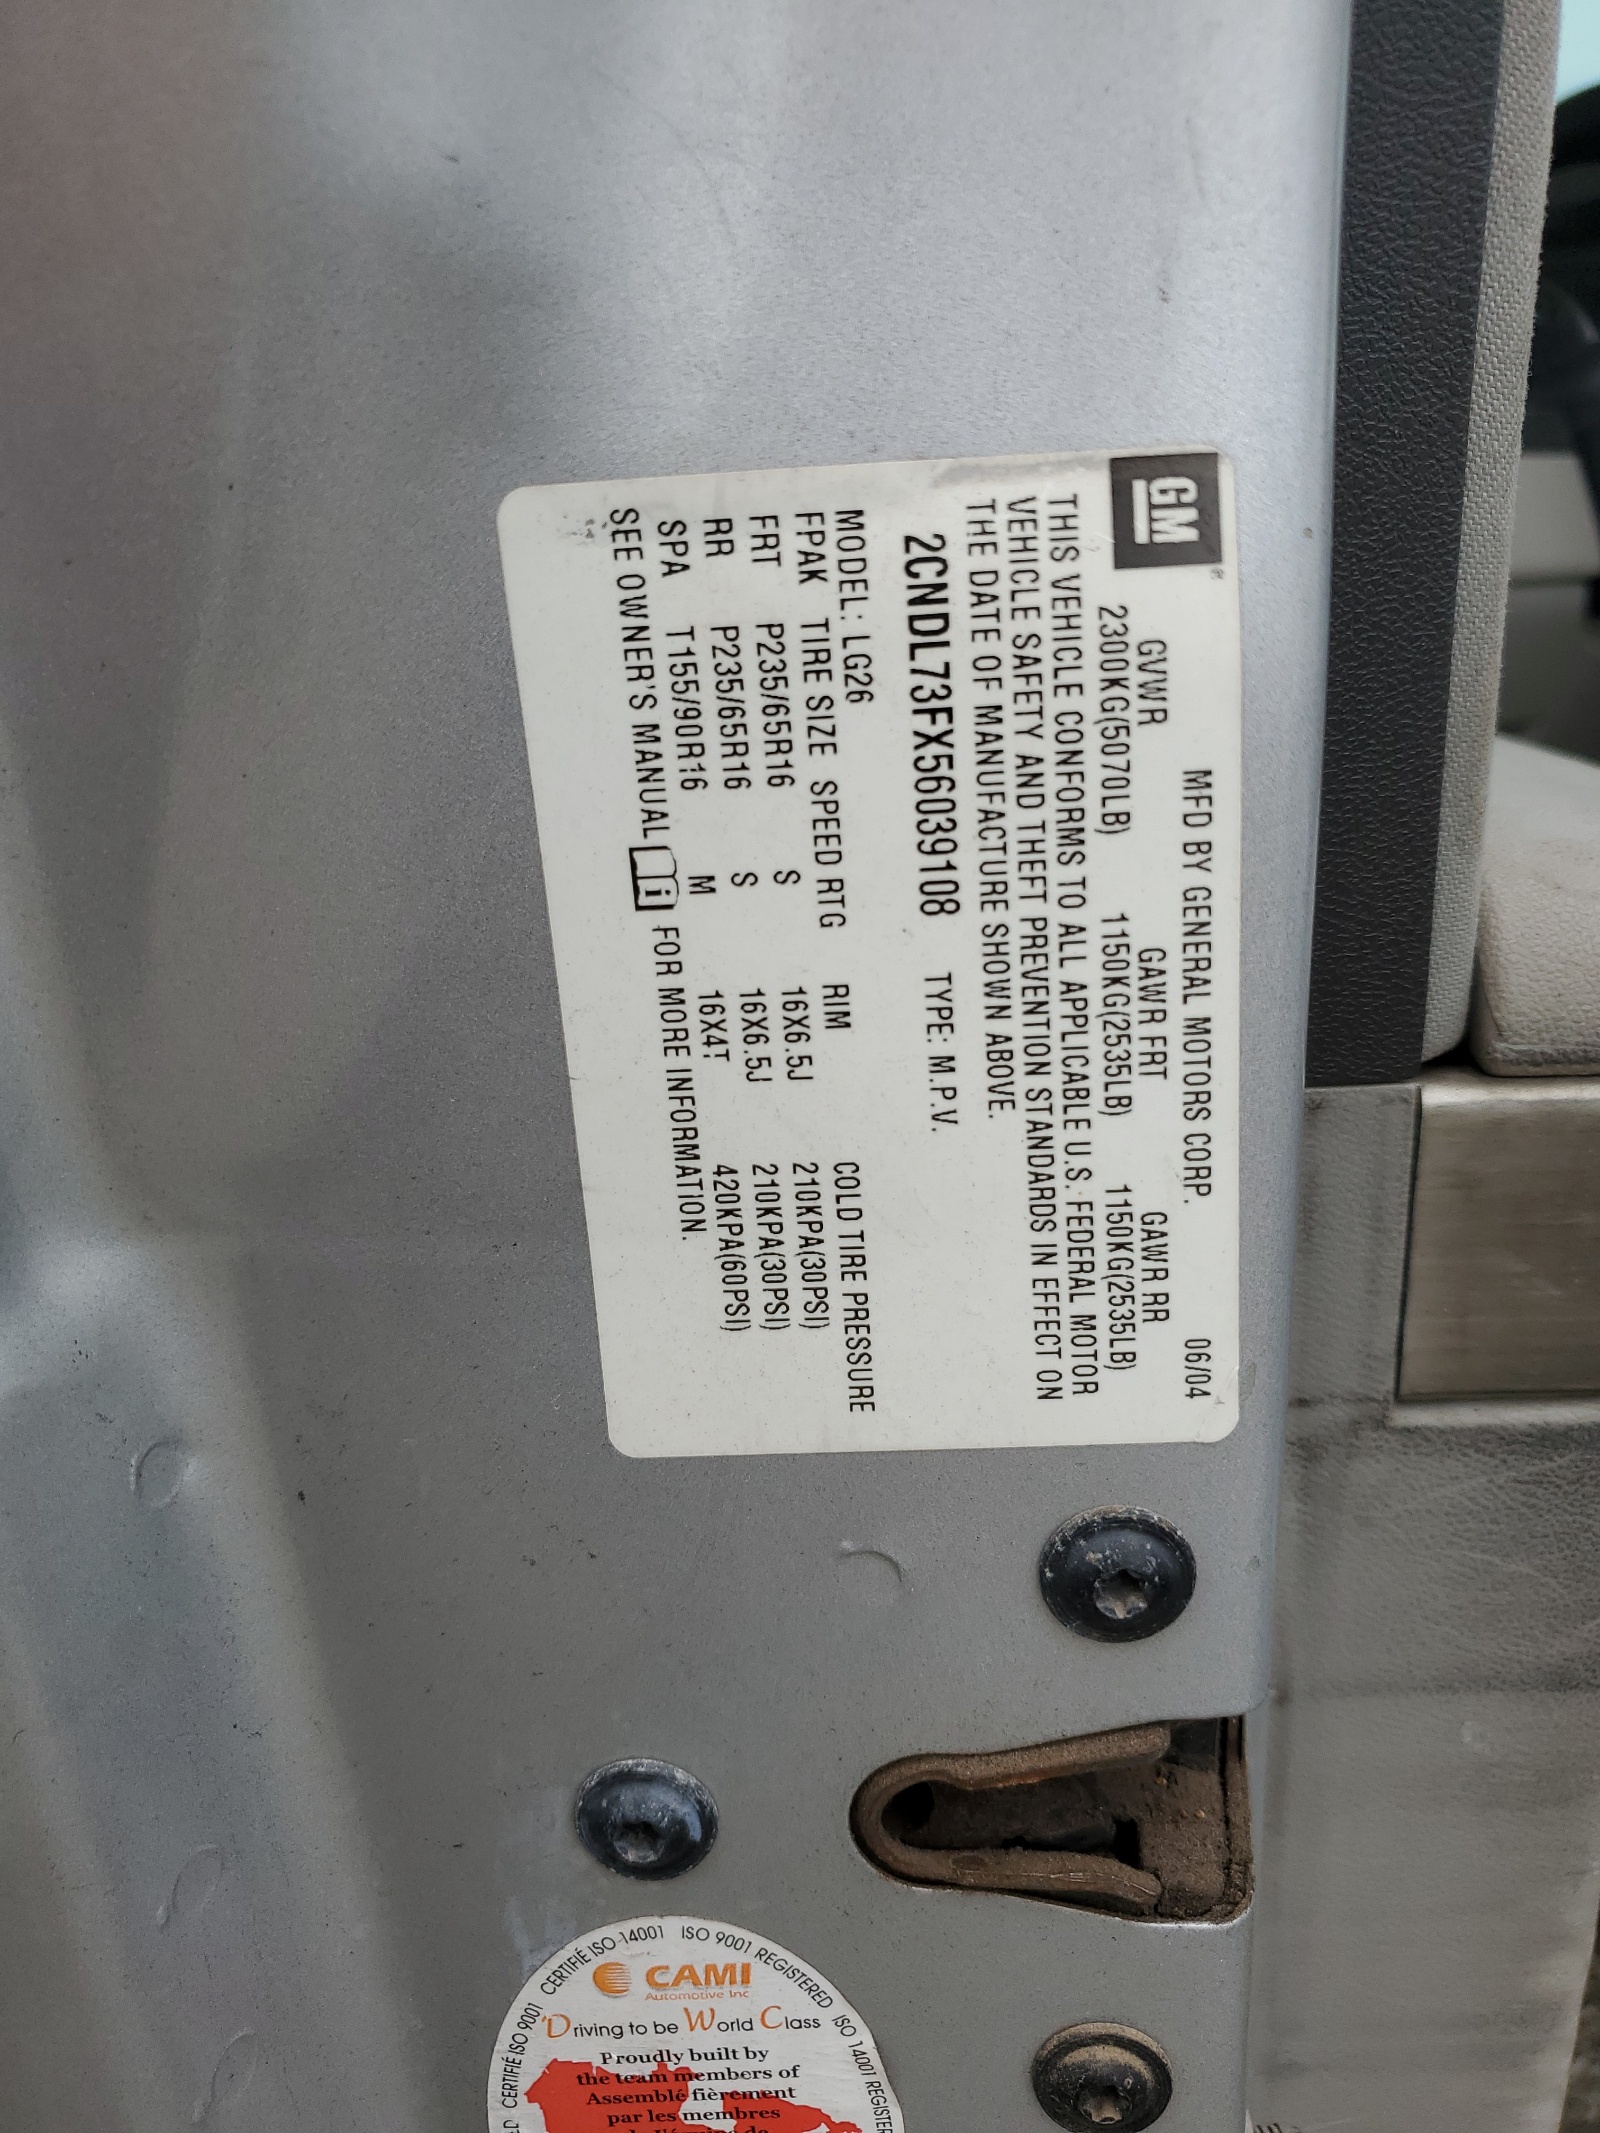 GM
MFD BY GENERAL MOTORS CORP. 06/04
GVWR GAWR FRT GAWR RR
2300KG(5070LB) 1150KG(2535LB) 1150KG(2535LB)
THIS VEHICLE CONFORMS TO ALL APPLICABLE U.S. FEDERAL MOTOR
VEHICLE SAFETY AND THEFT PREVENTION STANDARDS IN EFFECT ON
THE DATE OF MANUFACTURE SHOWN ABOVE.
2CNDL73FX56039108 TYPE: M.P.V.
MODEL: LG26
FPAK TIRE SIZE SPEED RTG RIM COLD TIRE PRESSURE
FRT P235/65R16 S 16X6.5J 210KPA(30PSI)
RR P235/65R16 S 16X6.5J 210KPA(30PSI)
SPA T155/90R16 M 16X4T 420KPA(60PSI)
SEE OWNER'S MANUAL i FOR MORE INFORMATION.
CERTIFIÉ ISO 9001 CERTIFIÉ ISO 14001 ISO 9001 REGISTERED ISO 14001
CAMI
Automotive Inc
Driving to be World Class
Proudly built by
the team members of
Assemblé fièrement
par les membres